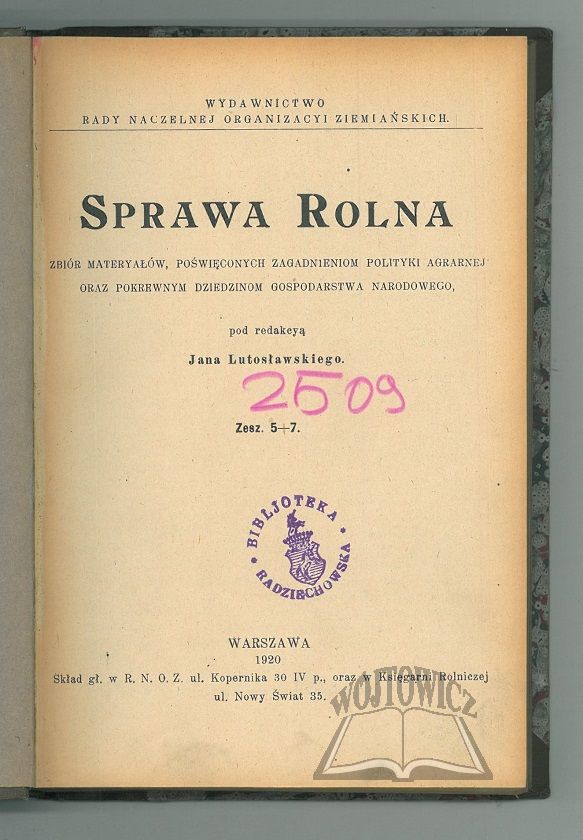 WYDAWNICTWO
RADY NACZELNEJ ORGANIZACYI ZIEMIAŃSKICH.
SPRAWA ROLNA
ZBIÓR MATERYAŁÓW, POŚWIĘCONYCH ZAGADNIENIOM POLITYKI AGRARNEJ
ORAZ POKREWNYM DZIEDZINOM GOSPODARSTWA NARODOWEGO,
pod redakcyą
Jana Lutosławskiego.
2509
Zesz. 5—7.
BIBLJOTEKA
RADZIECHOWSKA
WARSZAWA
1920
Skład gł. w R. N. O. Z. ul. Kopernika 30 IV p., oraz w Księgarni Rolniczej
ul. Nowy Świat 35.
WÓJTOWICZ